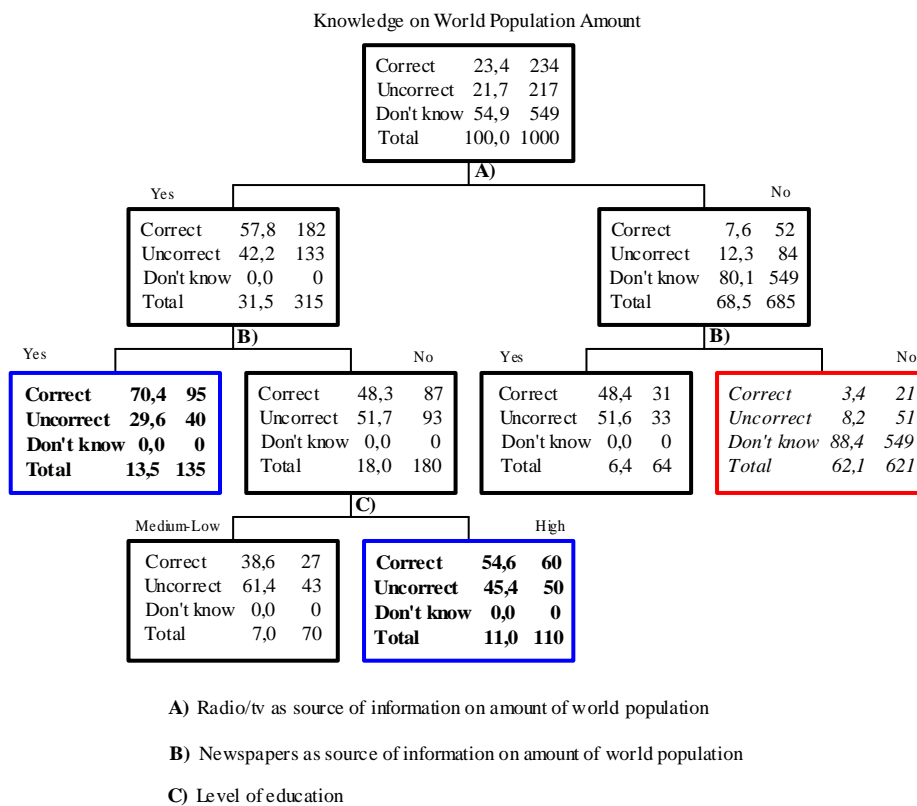 Knowledge on World Population Amount
Correct 23,4 234
Uncorrect 21,7 217
Don't know 54,9 549
Total 100,0 1000
A)
Yes
No
Correct 57,8 182
Uncorrect 42,2 133
Don't know 0,0 0
Total 31,5 315
Correct 7,6 52
Uncorrect 12,3 84
Don't know 80,1 549
Total 68,5 685
B)
B)
Yes
No
Yes
No
Correct 70,4 95
Uncorrect 29,6 40
Don't know 0,0 0
Total 13,5 135
Correct 48,3 87
Uncorrect 51,7 93
Don't know 0,0 0
Total 18,0 180
Correct 48,4 31
Uncorrect 51,6 33
Don't know 0,0 0
Total 6,4 64
Correct 3,4 21
Uncorrect 8,2 51
Don't know 88,4 549
Total 62,1 621
C)
Medium-Low
High
Correct 38,6 27
Uncorrect 61,4 43
Don't know 0,0 0
Total 7,0 70
Correct 54,6 60
Uncorrect 45,4 50
Don't know 0,0 0
Total 11,0 110
A) Radio/tv as source of information on amount of world population
B) Newspapers as source of information on amount of world population
C) Level of education